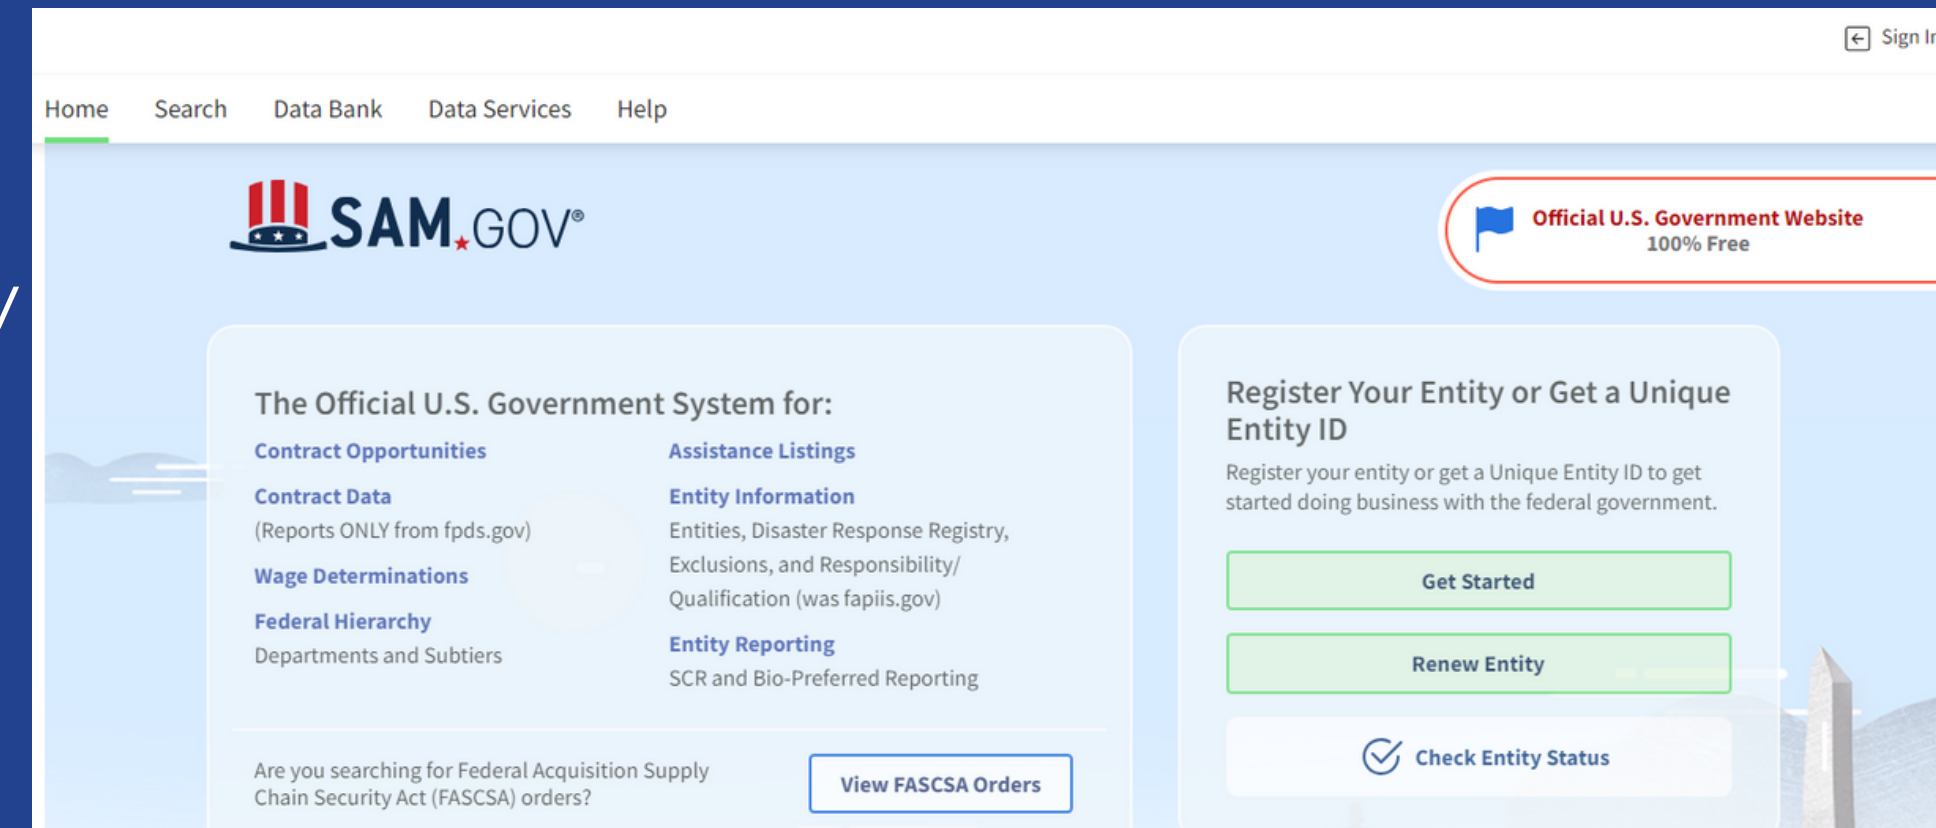 Sign In
Home Search Data Bank Data Services Help
SAM.GOV®
Official U.S. Government Website
100% Free
The Official U.S. Government System for:
Contract Opportunities
Contract Data
(Reports ONLY from fpds.gov)
Wage Determinations
Federal Hierarchy
Departments and Subtiers
Assistance Listings
Entity Information
Entities, Disaster Response Registry,
Exclusions, and Responsibility/
Qualification (was fapiis.gov)
Entity Reporting
SCR and Bio-Preferred Reporting
Are you searching for Federal Acquisition Supply
Chain Security Act (FASCSA) orders?
View FASCSA Orders
Register Your Entity or Get a Unique
Entity ID
Register your entity or get a Unique Entity ID to get
started doing business with the federal government.
Get Started
Renew Entity
Check Entity Status